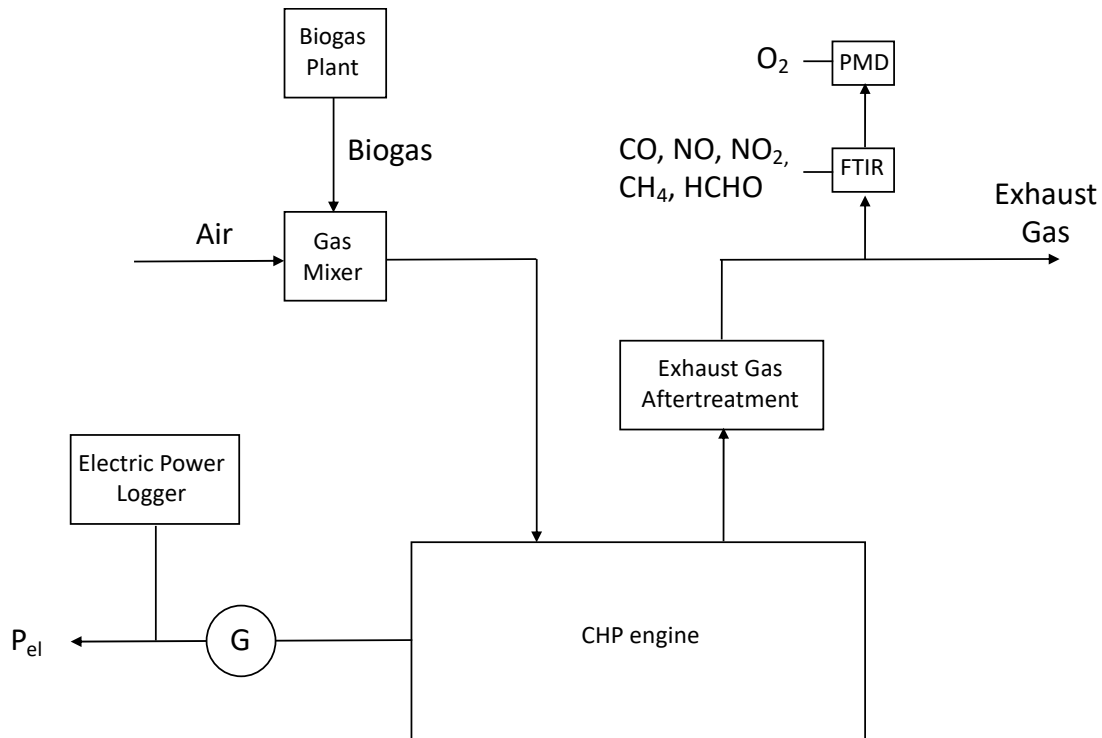 Biogas
Plant
O₂
PMD
Biogas
CO, NO, NO₂,
CH₄, HCHO
FTIR
Exhaust
Gas
Air
Gas
Mixer
Exhaust Gas
Aftertreatment
Electric Power
Logger
Pₑₗ
G
CHP engine